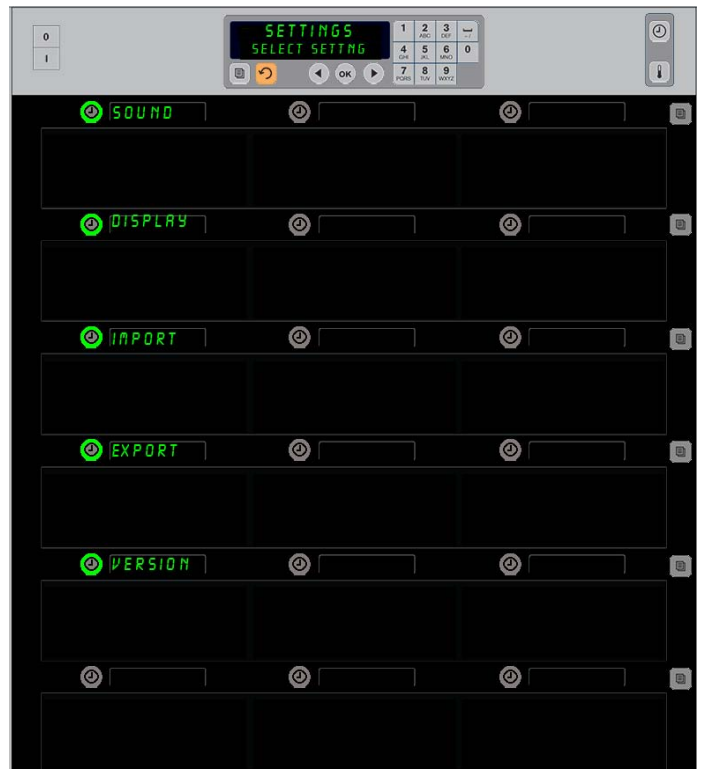 0
I
SETTINGS
SELECT SETTNG
1
2 ABC
3 DEF
4 GHI
5 JKL
6 MNO
0
7 PQRS
8 TUV
9 WXYZ
OK
SOUND
DISPLAY
IMPORT
EXPORT
VERSION